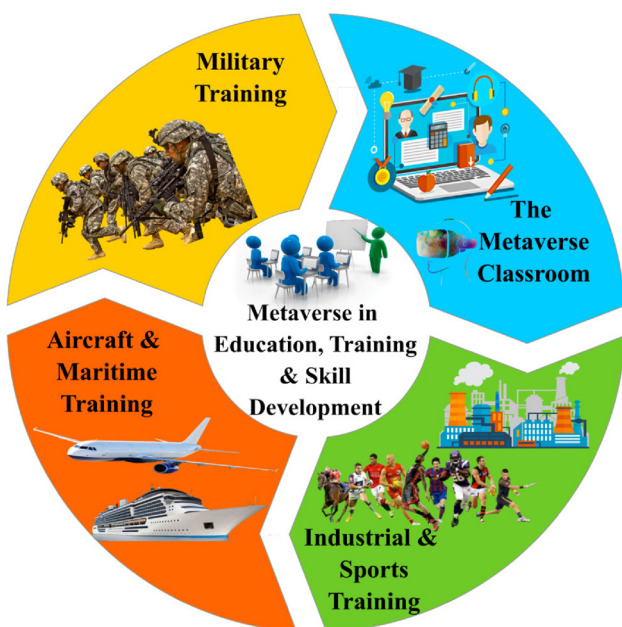 Military
Training
The
Metaverse
Classroom
Metaverse in
Education, Training
& Skill
Development
Aircraft &
Maritime
Training
Industrial &
Sports
Training